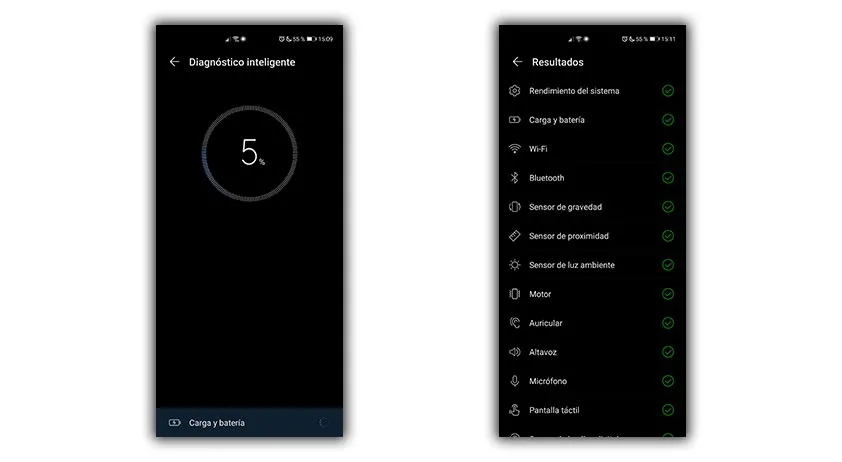 55 % 15:09
Diagnóstico inteligente
5 %
Carga y batería
55 % 15:11
Resultados
Rendimiento del sistema
Carga y batería
Wi-Fi
Bluetooth
Sensor de gravedad
Sensor de proximidad
Sensor de luz ambiente
Motor
Auricular
Altavoz
Micrófono
Pantalla táctil